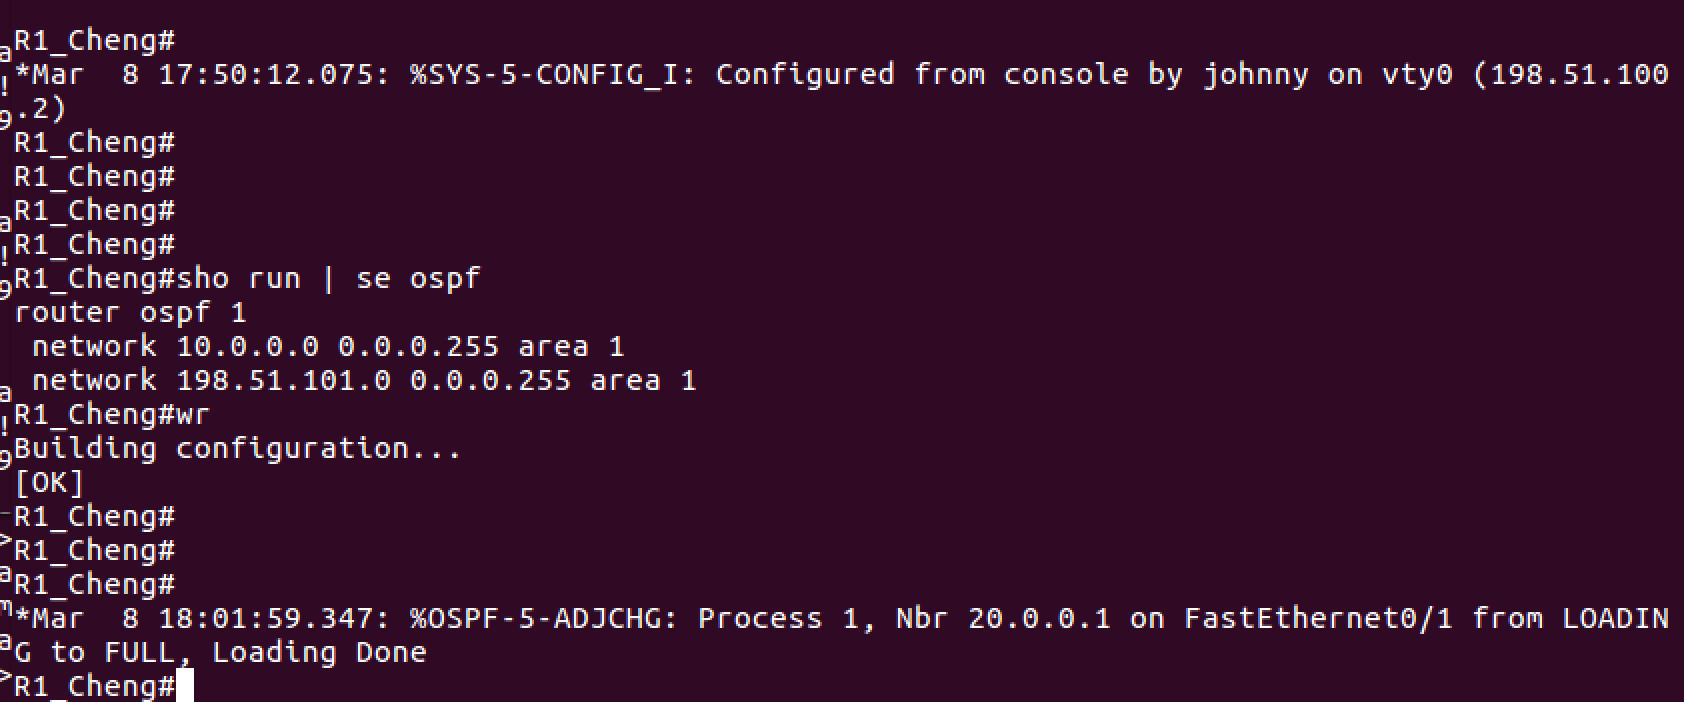 R1_Cheng#
*Mar  8 17:50:12.075: %SYS-5-CONFIG_I: Configured from console by johnny on vty0 (198.51.100
.2)
R1_Cheng#
R1_Cheng#
R1_Cheng#
R1_Cheng#
R1_Cheng#sho run | se ospf
router ospf 1
 network 10.0.0.0 0.0.0.255 area 1
 network 198.51.101.0 0.0.0.255 area 1
R1_Cheng#wr
Building configuration...
[OK]
R1_Cheng#
R1_Cheng#
R1_Cheng#
*Mar  8 18:01:59.347: %OSPF-5-ADJCHG: Process 1, Nbr 20.0.0.1 on FastEthernet0/1 from LOADIN
G to FULL, Loading Done
R1_Cheng#